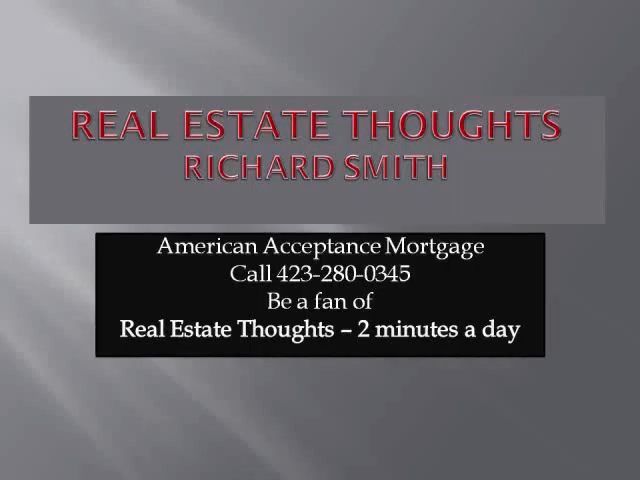 REAL ESTATE THOUGHTS
RICHARD SMITH
American Acceptance Mortgage
Call 423-280-0345
Be a fan of
Real Estate Thoughts – 2 minutes a day